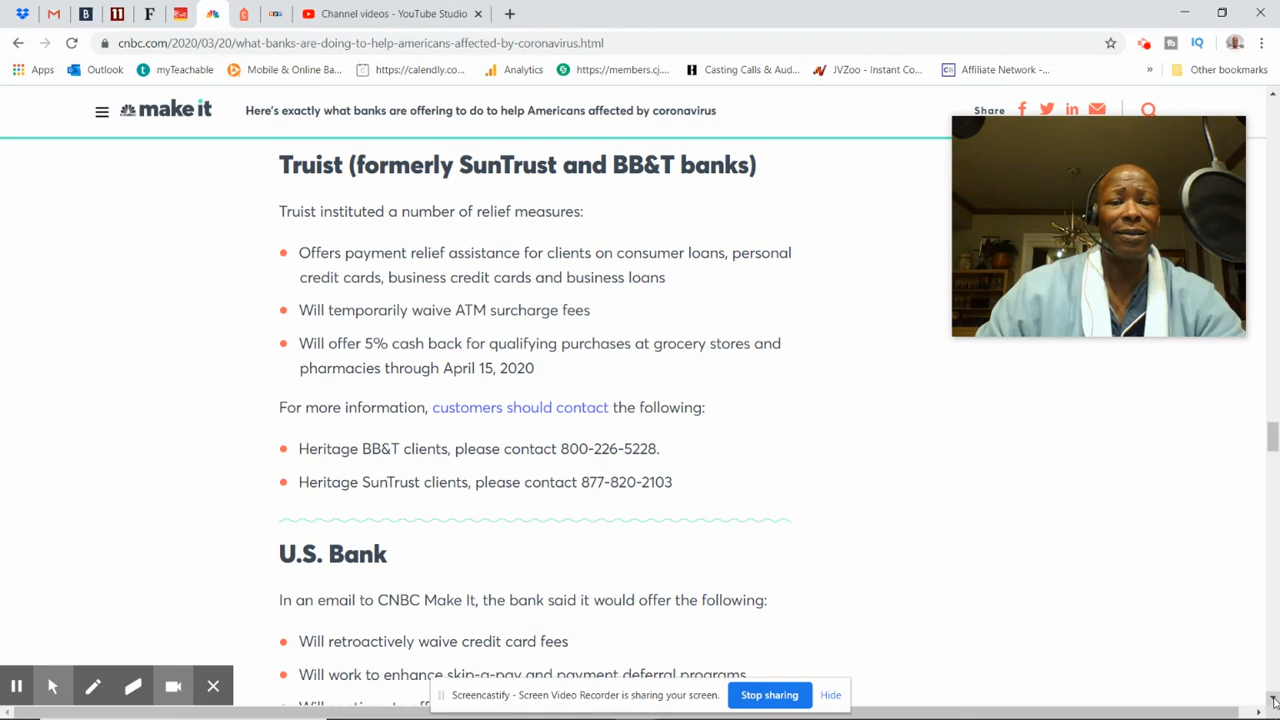 Channel videos - YouTube Studio
cnbc.com/2020/03/20/what-banks-are-doing-to-help-americans-affected-by-coronavirus.html
Apps Outlook myTeachable Mobile & Online Ba... https://calendly.co... Analytics https://members.cj.... Casting Calls & Aud... JVZoo - Instant Co... Affiliate Network -... » Other bookmarks
make it Here's exactly what banks are offering to do to help Americans affected by coronavirus Share
Truist (formerly SunTrust and BB&T banks)
Truist instituted a number of relief measures:
Offers payment relief assistance for clients on consumer loans, personal
credit cards, business credit cards and business loans
Will temporarily waive ATM surcharge fees
Will offer 5% cash back for qualifying purchases at grocery stores and
pharmacies through April 15, 2020
For more information, customers should contact the following:
Heritage BB&T clients, please contact 800-226-5228.
Heritage SunTrust clients, please contact 877-820-2103
U.S. Bank
In an email to CNBC Make It, the bank said it would offer the following:
Will retroactively waive credit card fees
Will work to enhance skip-a-pay and payment deferral programs
Screencastify - Screen Video Recorder is sharing your screen. Stop sharing Hide